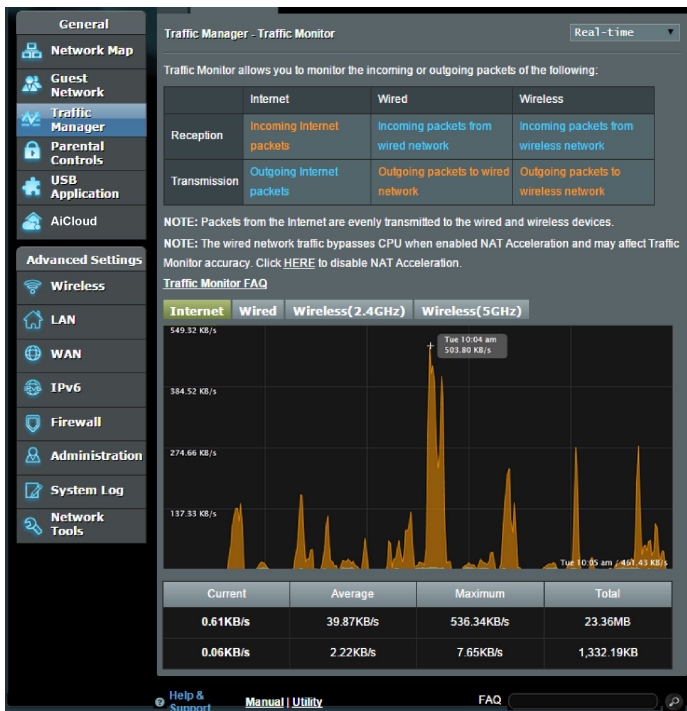 General
Network Map
Guest
Network
Traffic
Manager
Parental
Controls
USB
Application
AiCloud
Advanced Settings
Wireless
LAN
WAN
IPv6
Firewall
Administration
System Log
Network
Tools
Traffic Manager - Traffic Monitor
Real-time
Traffic Monitor allows you to monitor the incoming or outgoing packets of the following:
Internet Wired Wireless
Reception
Incoming Internet
packets
Incoming packets from
wired network
Incoming packets from
wireless network
Transmission
Outgoing Internet
packets
Outgoing packets to wired
network
Outgoing packets to
wireless network
NOTE: Packets from the Internet are evenly transmitted to the wired and wireless devices.
NOTE: The wired network traffic bypasses CPU when enabled NAT Acceleration and may affect Traffic
Monitor accuracy. Click HERE to disable NAT Acceleration.
Traffic Monitor FAQ
Internet Wired Wireless(2.4GHz) Wireless(5GHz)
549.32 KB/s
Tue 10:04 am
503.80 KB/s
384.52 KB/s
274.66 KB/s
137.33 KB/s
Tue 10:05 am / 461.43 KB/s
Current Average Maximum Total
0.61KB/s 39.87KB/s 536.34KB/s 23.36MB
0.06KB/s 2.22KB/s 7.65KB/s 1,332.19KB
Help &
Support
Manual | Utility
FAQ